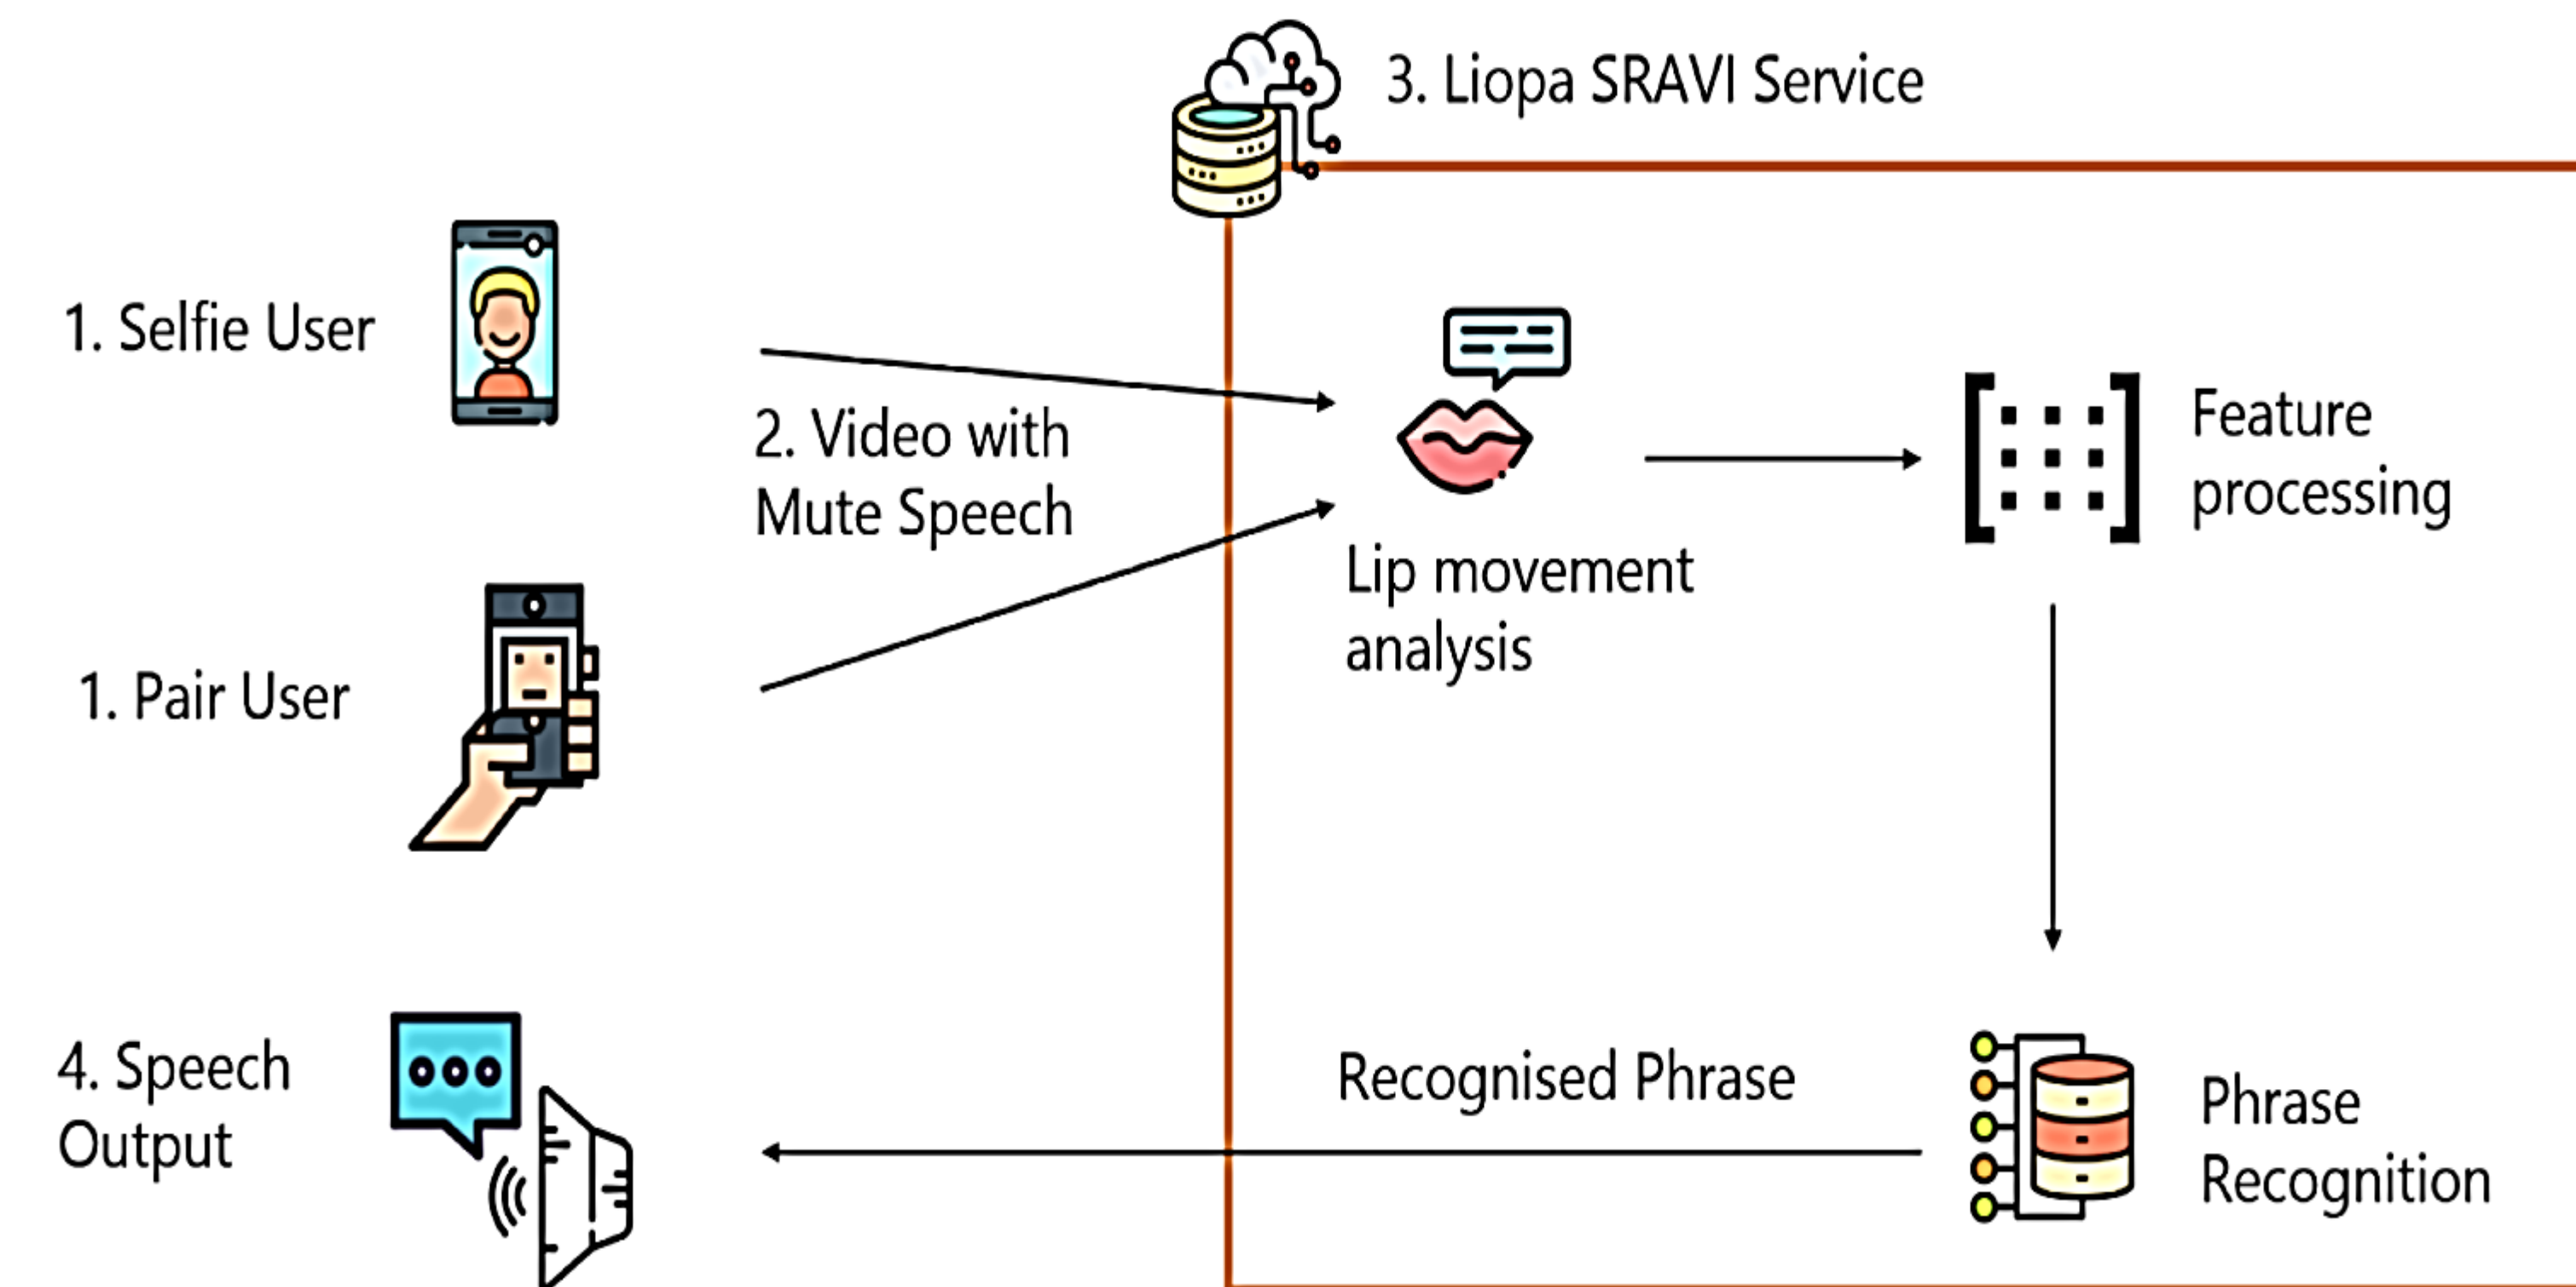 3. Liopa SRAVI Service
1. Selfie User
2. Video with
Mute Speech
Feature
processing
Lip movement
analysis
1. Pair User
4. Speech
Output
Recognised Phrase
Phrase
Recognition